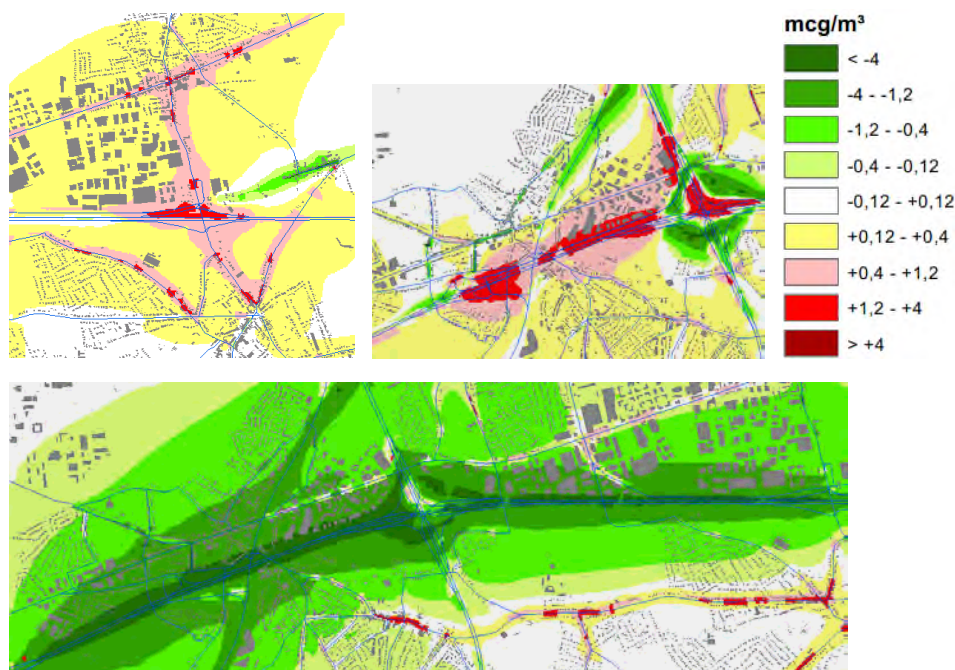 mcg/m³
< -4
-4 - -1,2
-1,2 - -0,4
-0,4 - -0,12
-0,12 - +0,12
+0,12 - +0,4
+0,4 - +1,2
+1,2 - +4
> +4